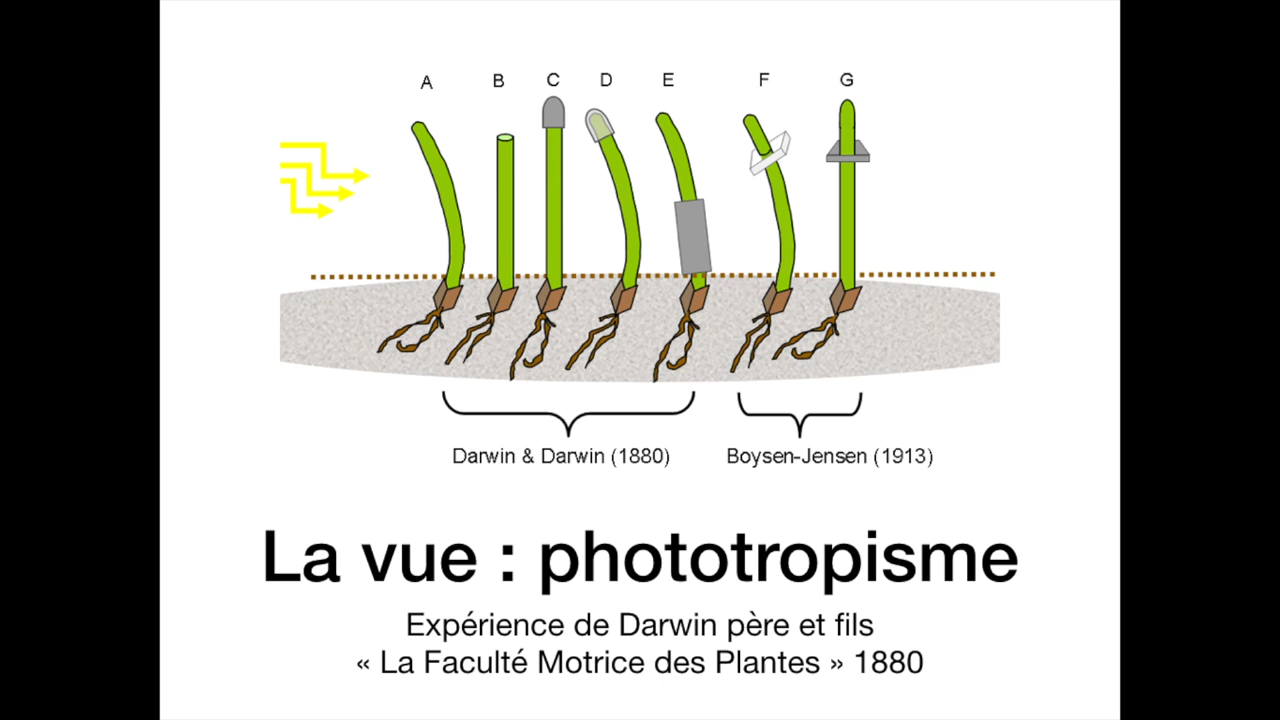 A B C D E F G
Darwin & Darwin (1880) Boysen-Jensen (1913)
La vue : phototropisme
Expérience de Darwin père et fils
« La Faculté Motrice des Plantes » 1880